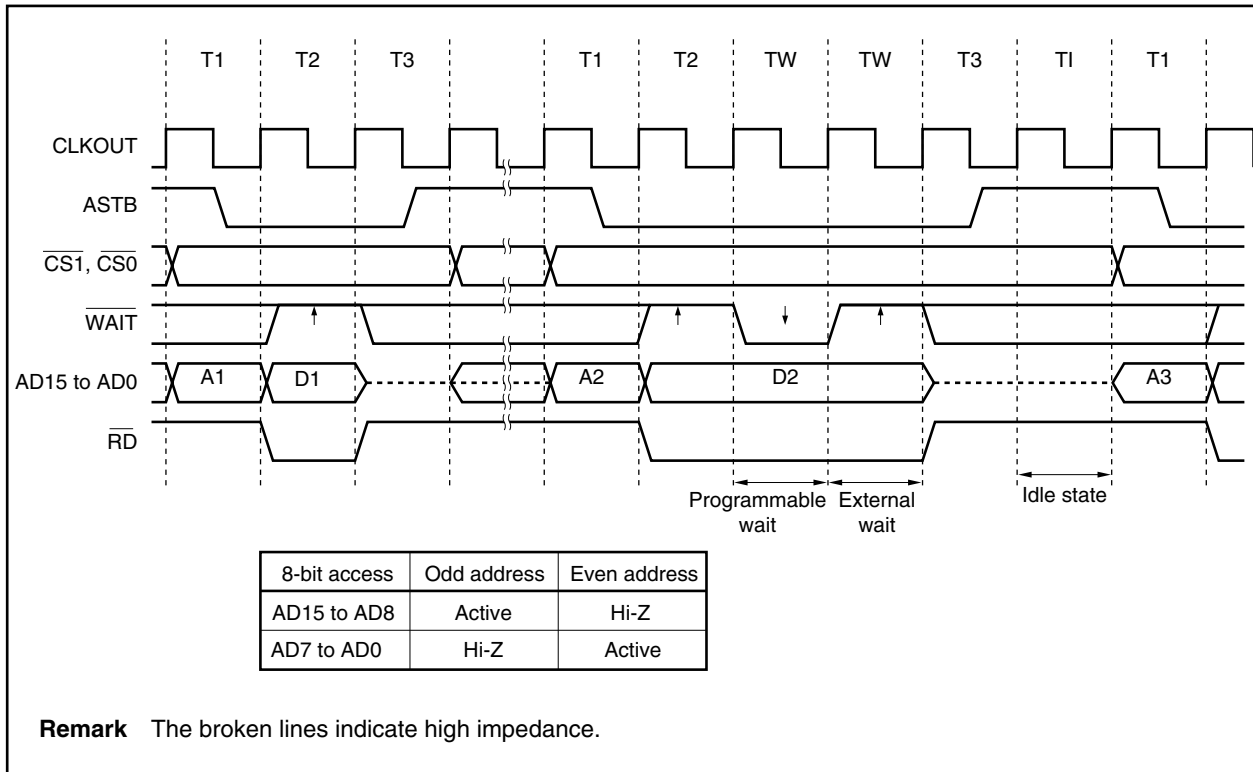 T1 T2 T3 T1 T2 TW TW T3 TI T1
CLKOUT
ASTB
CS1, CS0
WAIT
AD15 to AD0 A1 D1 A2 D2 A3
RD
Programmable wait
External wait
Idle state
8-bit access Odd address Even address
AD15 to AD8 Active Hi-Z
AD7 to AD0 Hi-Z Active
Remark The broken lines indicate high impedance.